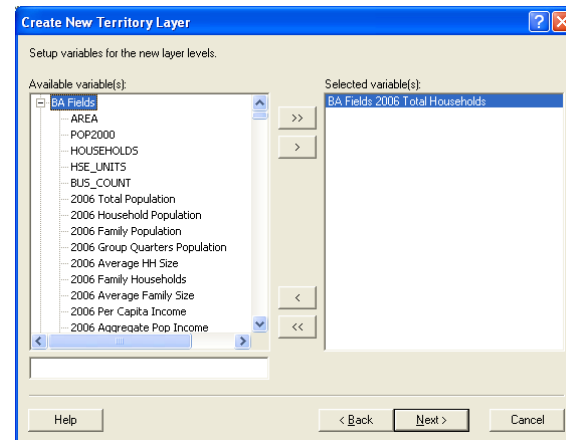 Create New Territory Layer
Setup variables for the new layer levels.
Available variable(s):
BA Fields
AREA
POP2000
HOUSEHOLDS
HSE_UNITS
BUS_COUNT
2006 Total Population
2006 Household Population
2006 Family Population
2006 Group Quarters Population
2006 Average HH Size
2006 Family Households
2006 Average Family Size
2006 Per Capita Income
2006 Aggregate Pop Income
>>
>
<
<<
Selected variable(s):
BA Fields 2006 Total Households
Help
< Back
Next >
Cancel